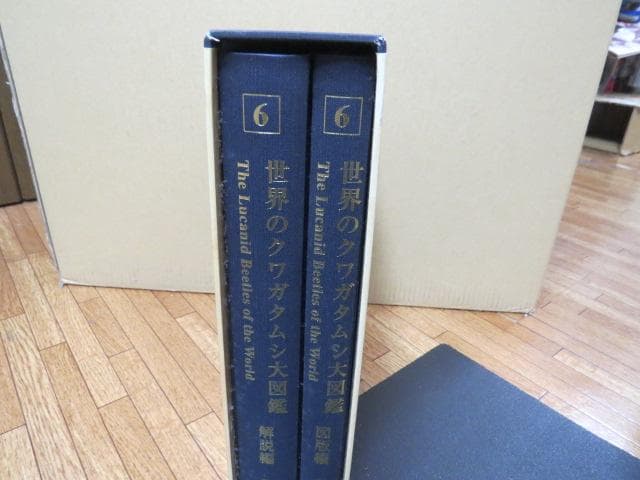 6
世界のクワガタムシ大図鑑
The Lucanid Beetles of the World
解説編
6
世界のクワガタムシ大図鑑
The Lucanid Beetles of the World
図版編